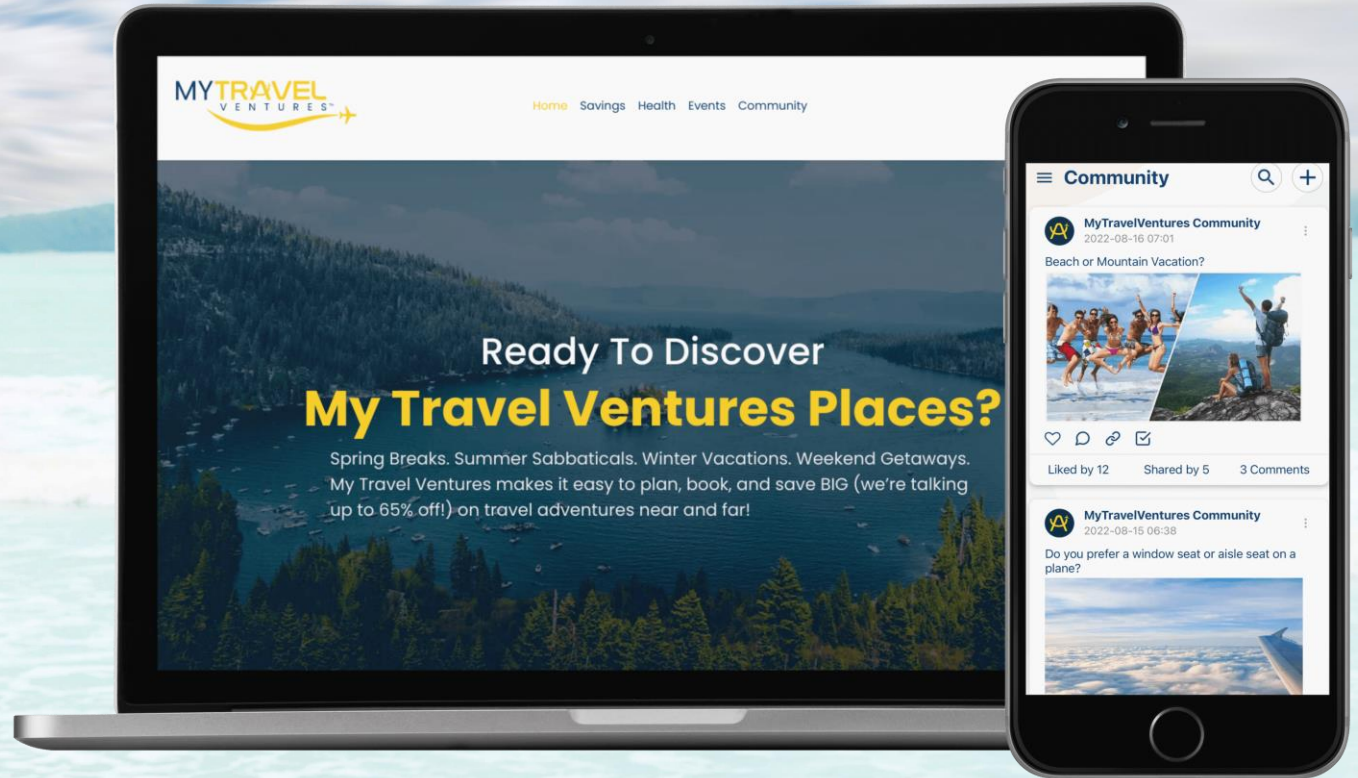 MYTRAVEL
VENTURES™
Home Savings Health Events Community
Ready To Discover
My Travel Ventures Places?
Spring Breaks. Summer Sabbaticals. Winter Vacations. Weekend Getaways.
My Travel Ventures makes it easy to plan, book, and save BIG (we’re talking
up to 65% off!) on travel adventures near and far!
Community
MyTravelVentures Community
2022-08-16 07:01
Beach or Mountain Vacation?
Liked by 12 Shared by 5 3 Comments
MyTravelVentures Community
2022-08-15 06:38
Do you prefer a window seat or aisle seat on a
plane?